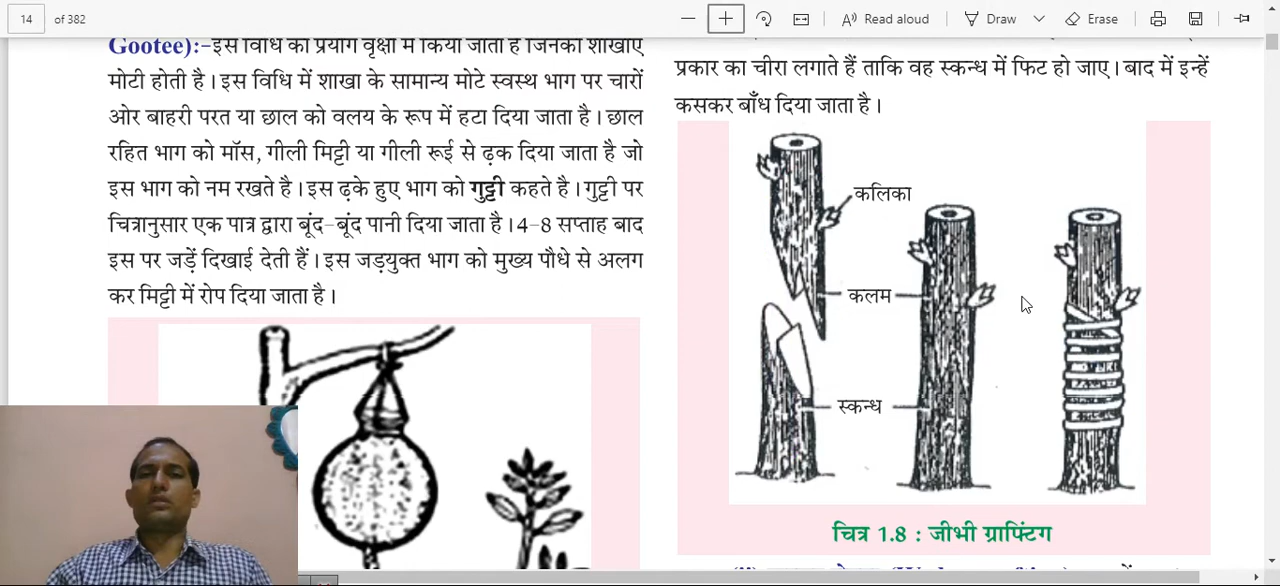 14 of 382
Read aloud
Draw
Erase
Gootee):-इस विधि का प्रयोग वृक्षों में किया जाता है जिनकी शाखाएँ
मोटी होती है। इस विधि में शाखा के सामान्य मोटे स्वस्थ भाग पर चारों
ओर बाहरी परत या छाल को वलय के रूप में हटा दिया जाता है। छाल
रहित भाग को मॉस, गीली मिट्टी या गीली रूई से ढ़क दिया जाता है जो
इस भाग को नम रखते है। इस ढ़के हुए भाग को गुट्टी कहते है। गुट्टी पर
चित्रानुसार एक पात्र द्वारा बूंद-बूंद पानी दिया जाता है। 4-8 सप्ताह बाद
इस पर जड़ें दिखाई देती हैं। इस जड़युक्त भाग को मुख्य पौधे से अलग
कर मिट्टी में रोप दिया जाता है।
प्रकार का चीरा लगाते हैं ताकि वह स्कन्ध में फिट हो जाए। बाद में इन्हें
कसकर बाँध दिया जाता है।
कलिका
कलम
स्कन्ध
चित्र 1.8 : जीभी ग्राफ्टिंग